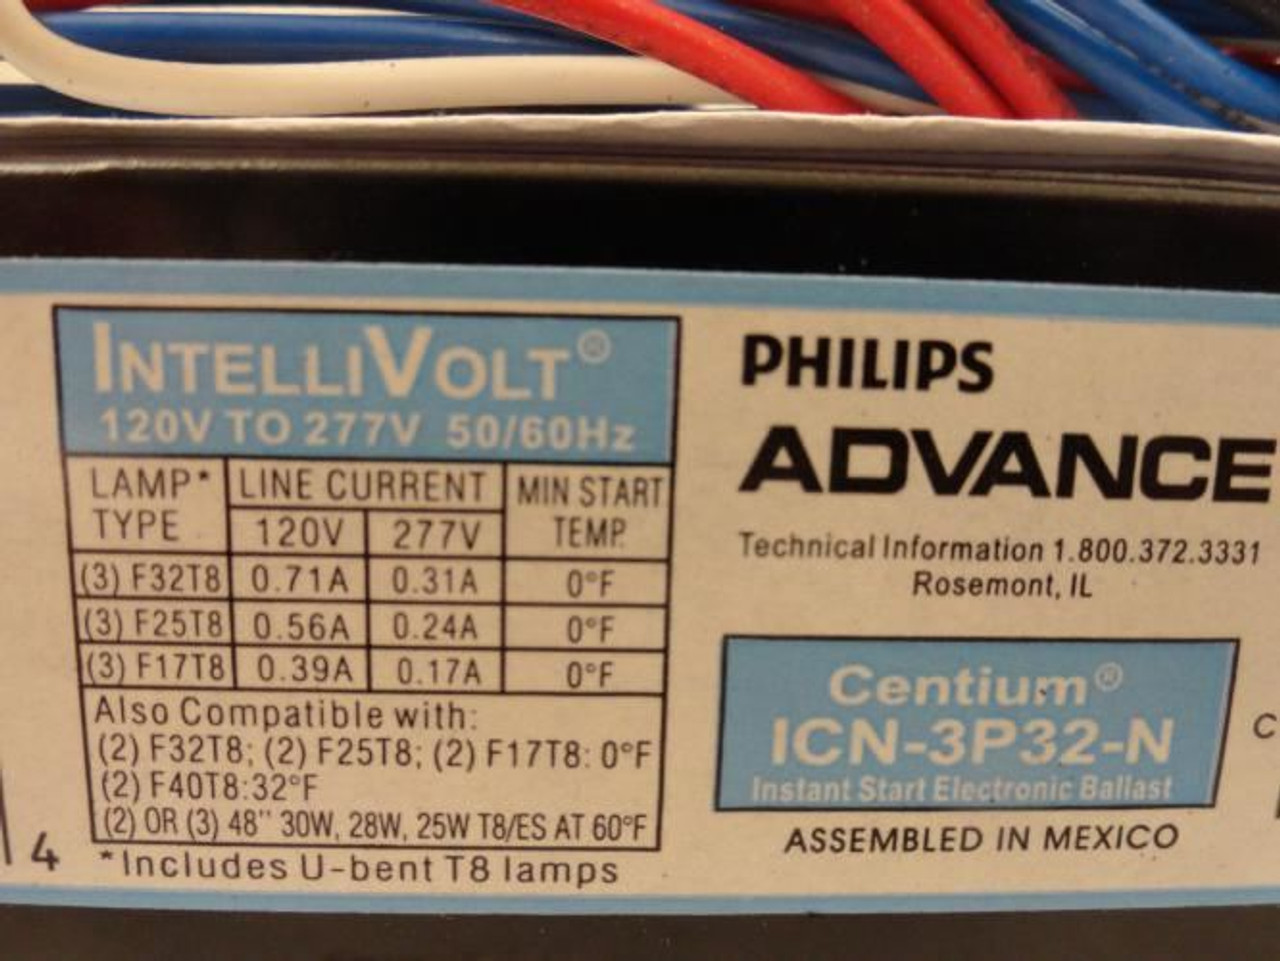 INTELLIVOLT®
120V TO 277V 50/60Hz
LAMP* TYPE LINE CURRENT MIN START TEMP.
120V 277V
(3) F32T8 0.71A 0.31A 0°F
(3) F25T8 0.56A 0.24A 0°F
(3) F17T8 0.39A 0.17A 0°F
Also Compatible with:
(2) F32T8; (2) F25T8; (2) F17T8: 0°F
(2) F40T8:32°F
(2) OR (3) 48" 30W, 28W, 25W T8/ES AT 60°F
*Includes U-bent T8 lamps
4
PHILIPS
ADVANCE
Technical Information 1.800.372.3331
Rosemont, IL
Centium®
ICN-3P32-N
Instant Start Electronic Ballast
ASSEMBLED IN MEXICO
C